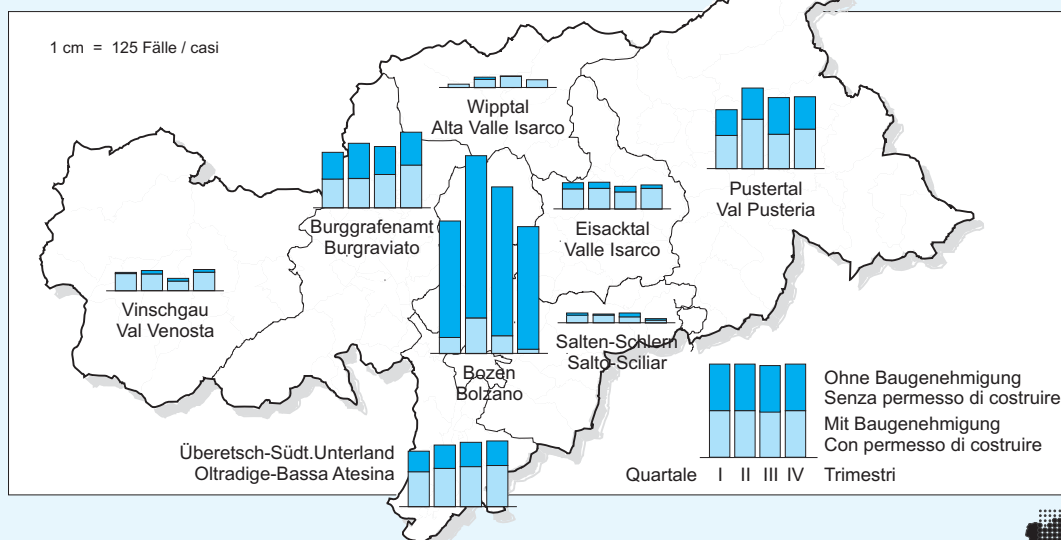 1 cm = 125 Fälle / casi
Wipptal
Alta Valle Isarco
Pustertal
Val Pusteria
Burggrafenamt
Burgraviato
Eisacktal
Valle Isarco
Vinschgau
Val Venosta
Salten-Schlern
Salto-Sciliar
Bozen
Bolzano
Überetsch-Südt.Unterland
Oltradige-Bassa Atesina
Ohne Baugenehmigung
Senza permesso di costruire
Mit Baugenehmigung
Con permesso di costruire
Quartale I II III IV Trimestri